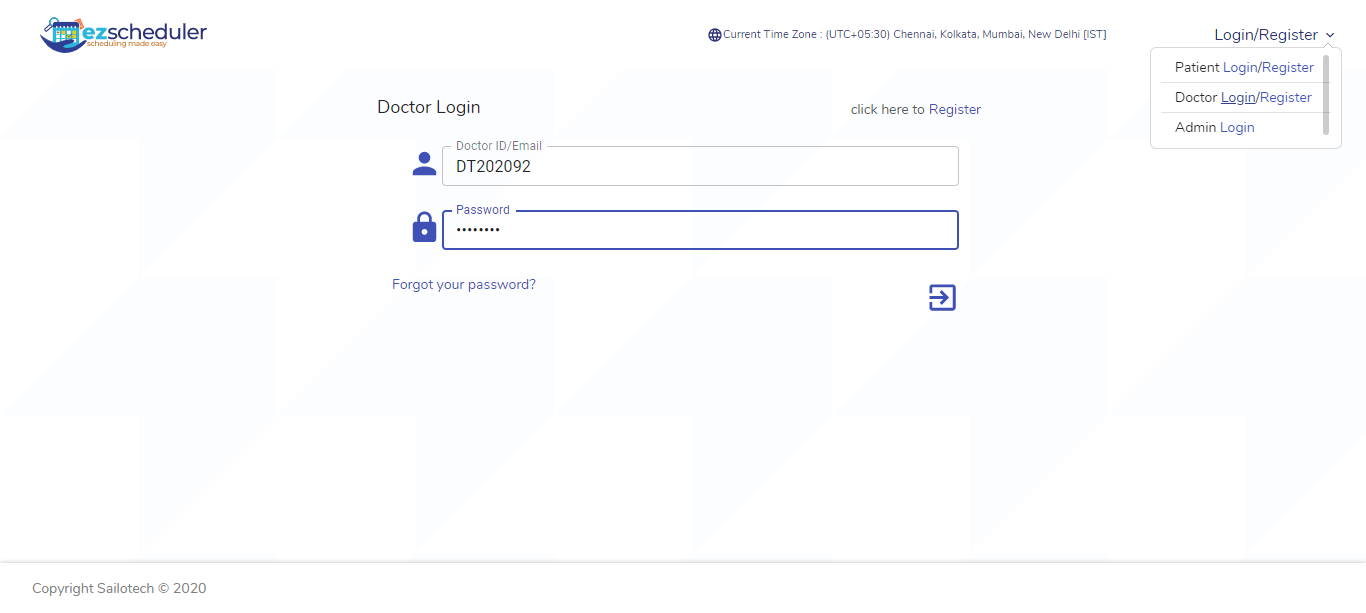 ezscheduler
scheduling made easy
Current Time Zone : (UTC+05:30) Chennai, Kolkata, Mumbai, New Delhi [IST]
Login/Register
Patient Login/Register
Doctor Login/Register
Admin Login
Doctor Login
click here to Register
Doctor ID/Email
DT202092
Password
••••••••
Forgot your password?
Copyright Sailotech © 2020